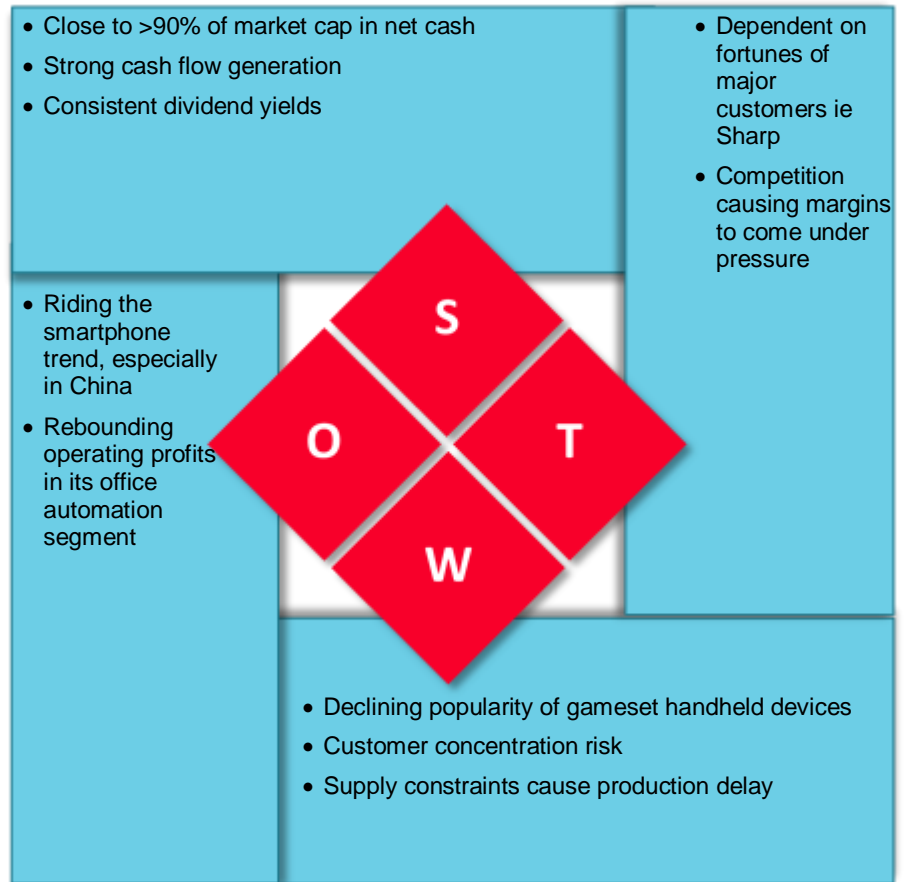 • Close to >90% of market cap in net cash
• Strong cash flow generation
• Consistent dividend yields
• Dependent on
fortunes of
major
customers ie
Sharp
• Competition
causing margins
to come under
pressure
• Riding the
smartphone
trend, especially
in China
• Rebounding
operating profits
in its office
automation
segment
S
O
T
W
• Declining popularity of gameset handheld devices
• Customer concentration risk
• Supply constraints cause production delay